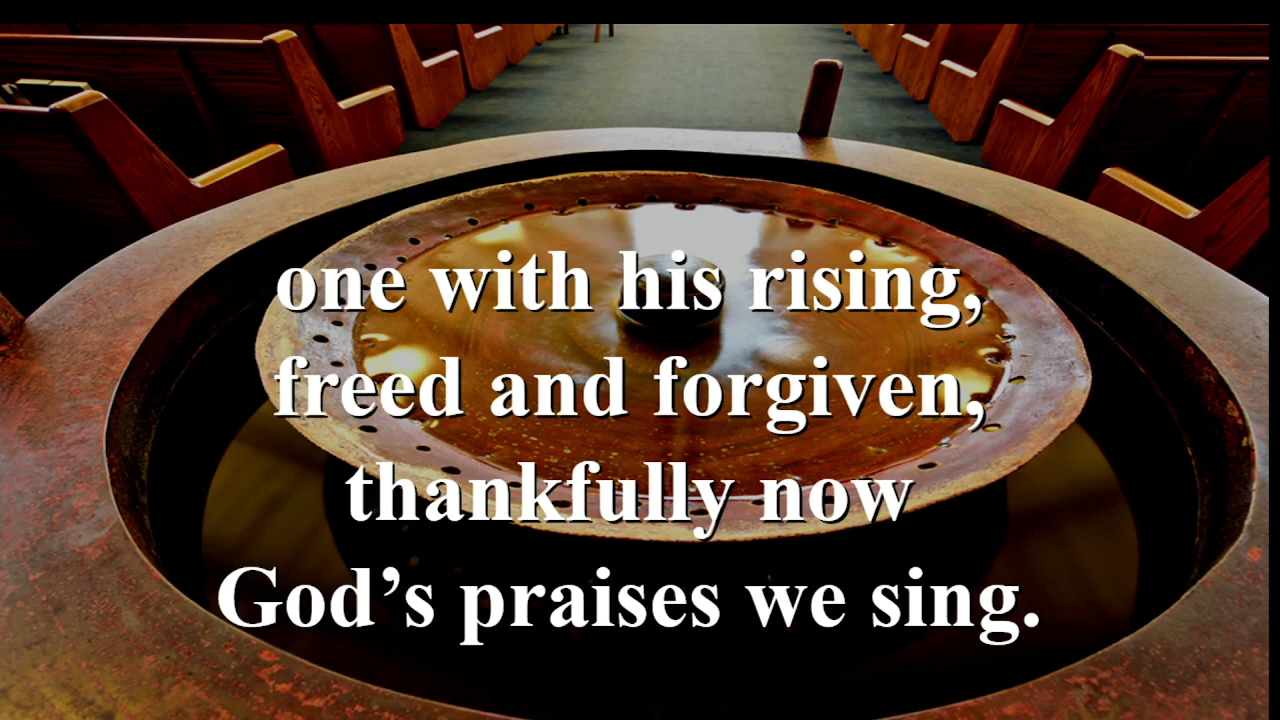 one with his rising,
freed and forgiven,
thankfully now
God’s praises we sing.